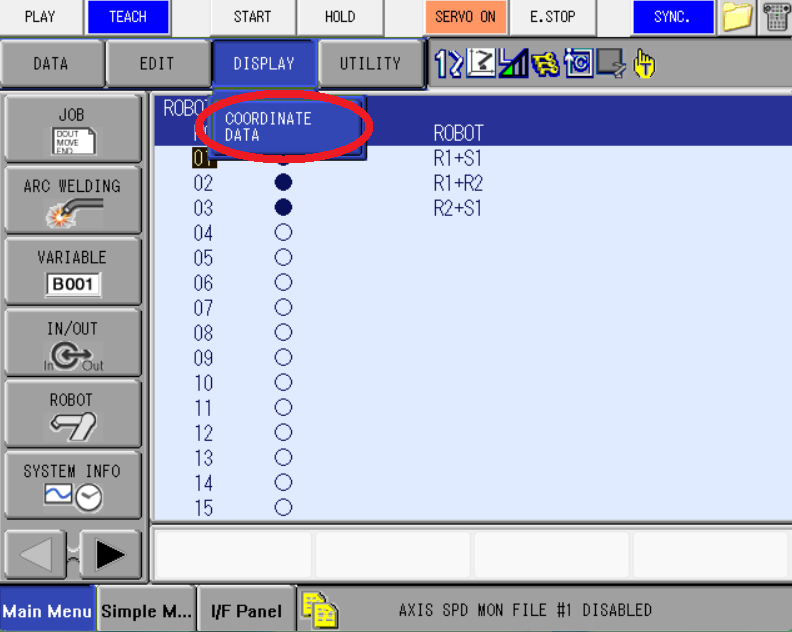 PLAY TEACH START HOLD SERVO ON E.STOP SYNC.
DATA EDIT DISPLAY UTILITY
JOB
DOUT
MOVE
END
ARC WELDING
VARIABLE
B001
IN/OUT
In Out
ROBOT
SYSTEM INFO
COORDINATE
DATA
ROBOT
01 R1+S1
02 R1+R2
03 R2+S1
04
05
06
07
08
09
10
11
12
13
14
15
Main Menu Simple M... I/F Panel AXIS SPD MON FILE #1 DISABLED